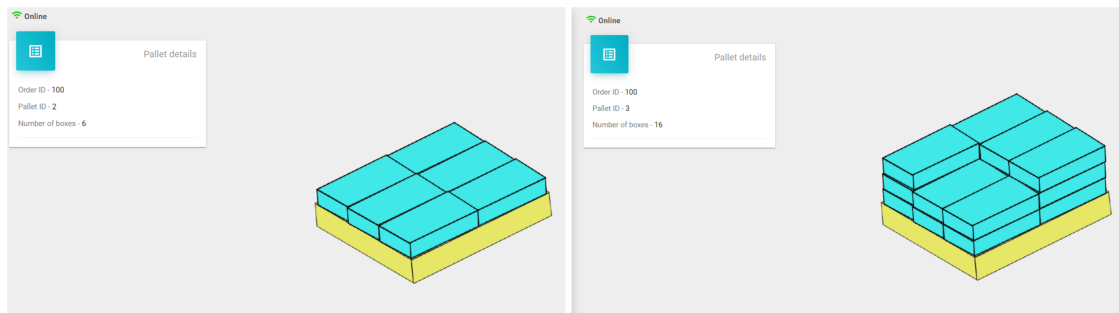 Online
Pallet details
Order ID - 100
Pallet ID - 2
Number of boxes - 6
Online
Pallet details
Order ID - 100
Pallet ID - 3
Number of boxes - 16